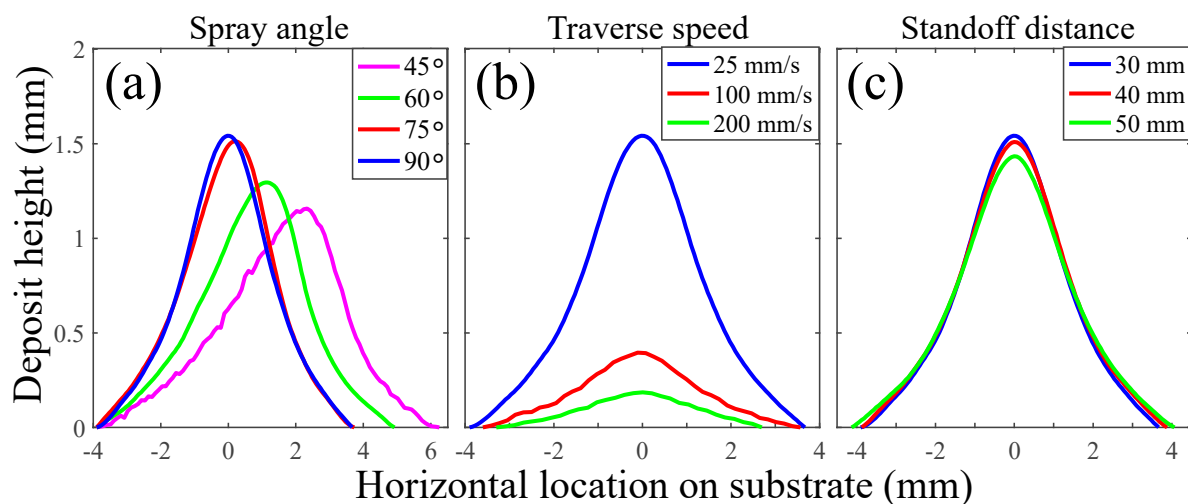 Spray angle
Traverse speed
Standoff distance
(a)
45°
60°
75°
90°
(b)
25 mm/s
100 mm/s
200 mm/s
(c)
30 mm
40 mm
50 mm
Deposit height (mm)
2
1.5
1
0.5
0
-4 -2 0 2 4 6
-4 -2 0 2 4
-4 -2 0 2 4
Horizontal location on substrate (mm)